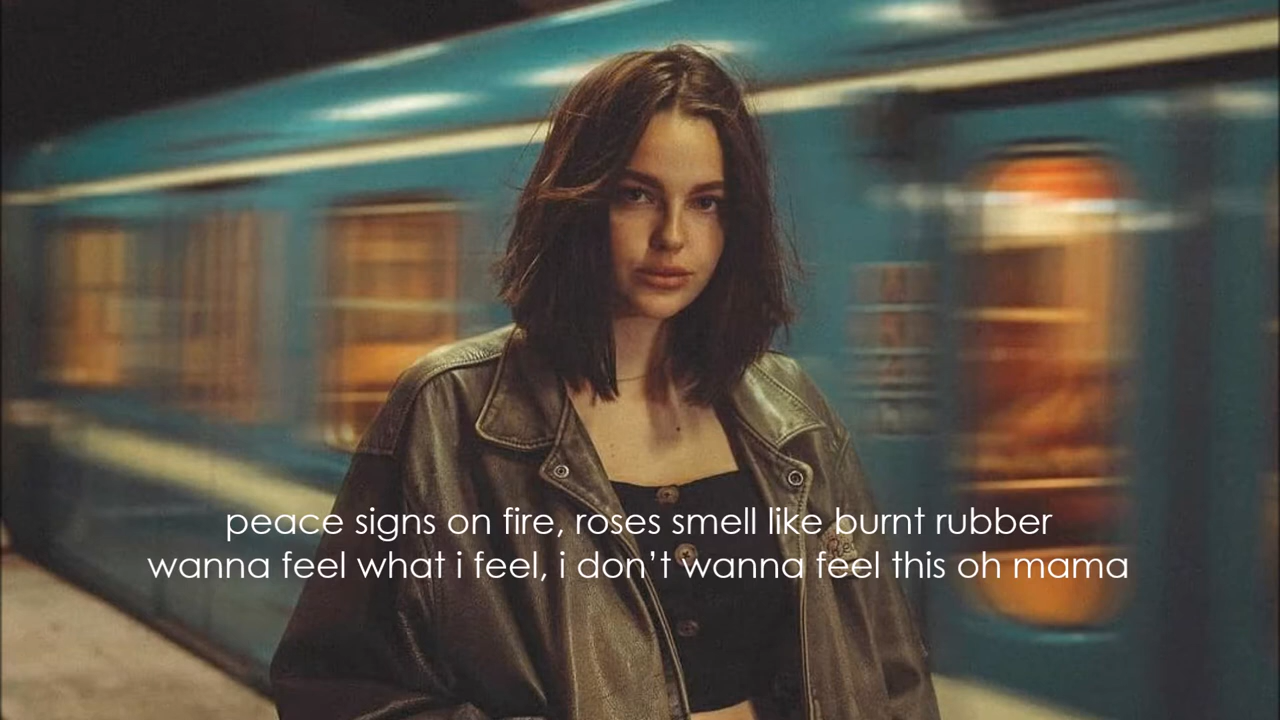 peace signs on fire, roses smell like burnt rubber
wanna feel what i feel, i don’t wanna feel this oh mama